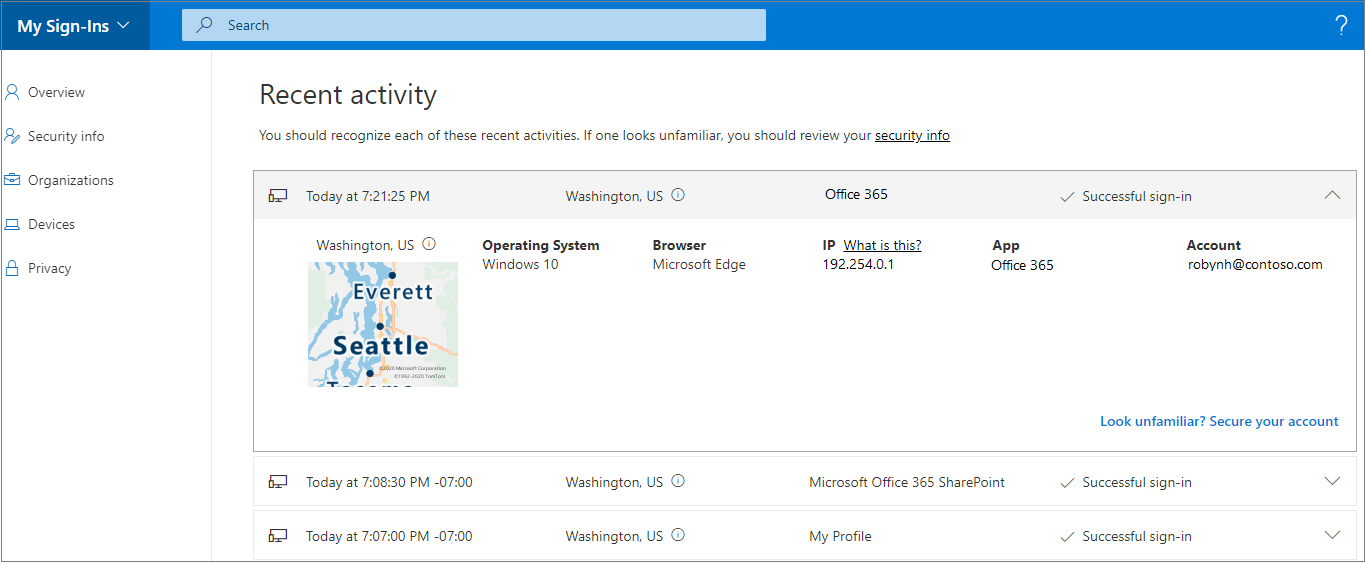 My Sign-Ins Search ?
Overview
Security info
Organizations
Devices
Privacy
Recent activity
You should recognize each of these recent activities. If one looks unfamiliar, you should review your security info
Today at 7:21:25 PM Washington, US Office 365 Successful sign-in
Washington, US Operating System Browser IP What is this? App Account
Windows 10 Microsoft Edge 192.254.0.1 Office 365 robynh@contoso.com
Everett
Seattle
©2020 Microsoft Corporation
©1992-2020 TomTom
Tacoma
Look unfamiliar? Secure your account
Today at 7:08:30 PM -07:00 Washington, US Microsoft Office 365 SharePoint Successful sign-in
Today at 7:07:00 PM -07:00 Washington, US My Profile Successful sign-in